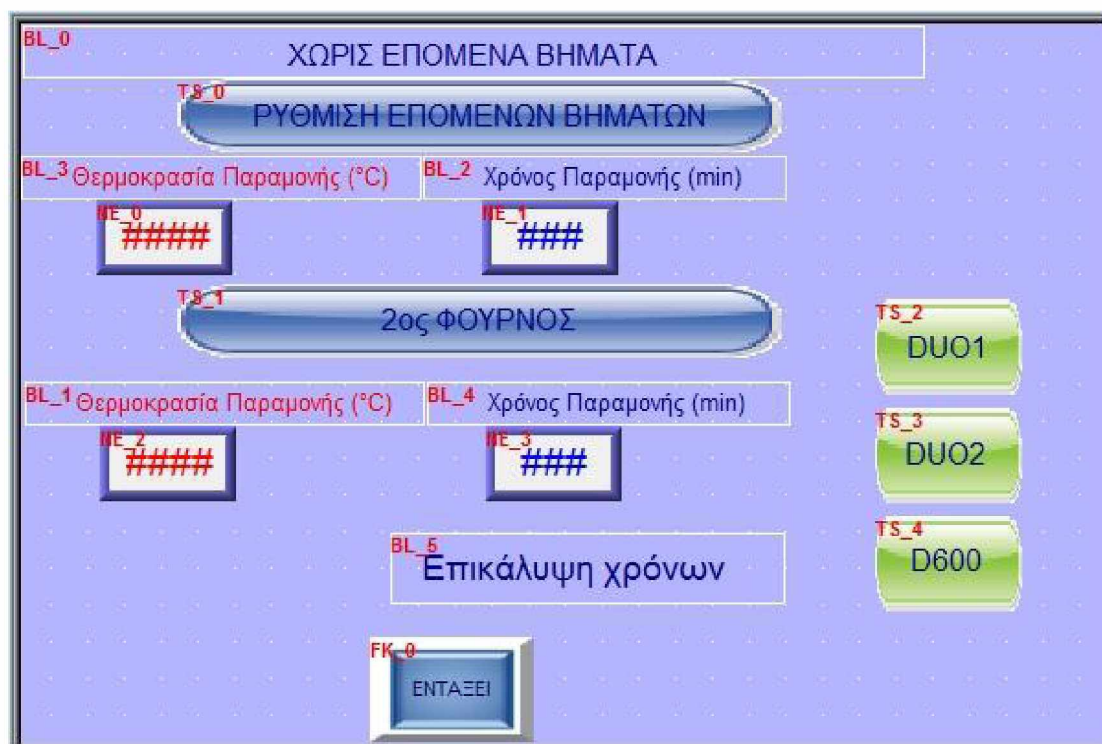 BL_0
ΧΩΡΙΣ ΕΠΟΜΕΝΑ ΒΗΜΑΤΑ
TS_0
ΡΥΘΜΙΣΗ ΕΠΟΜΕΝΩΝ ΒΗΜΑΤΩΝ
BL_3 Θερμοκρασία Παραμονής (°C) BL_2 Χρόνος Παραμονής (min)
NE_0 NE_1
#### ###
TS_1
2ος ΦΟΥΡΝΟΣ
TS_2
DUO1
BL_1 Θερμοκρασία Παραμονής (°C) BL_4 Χρόνος Παραμονής (min)
TS_3
DUO2
NE_2 NE_3
#### ###
TS_4
D600
BL_5
Επικάλυψη χρόνων
FK_0
ΕΝΤΑΞΕΙ